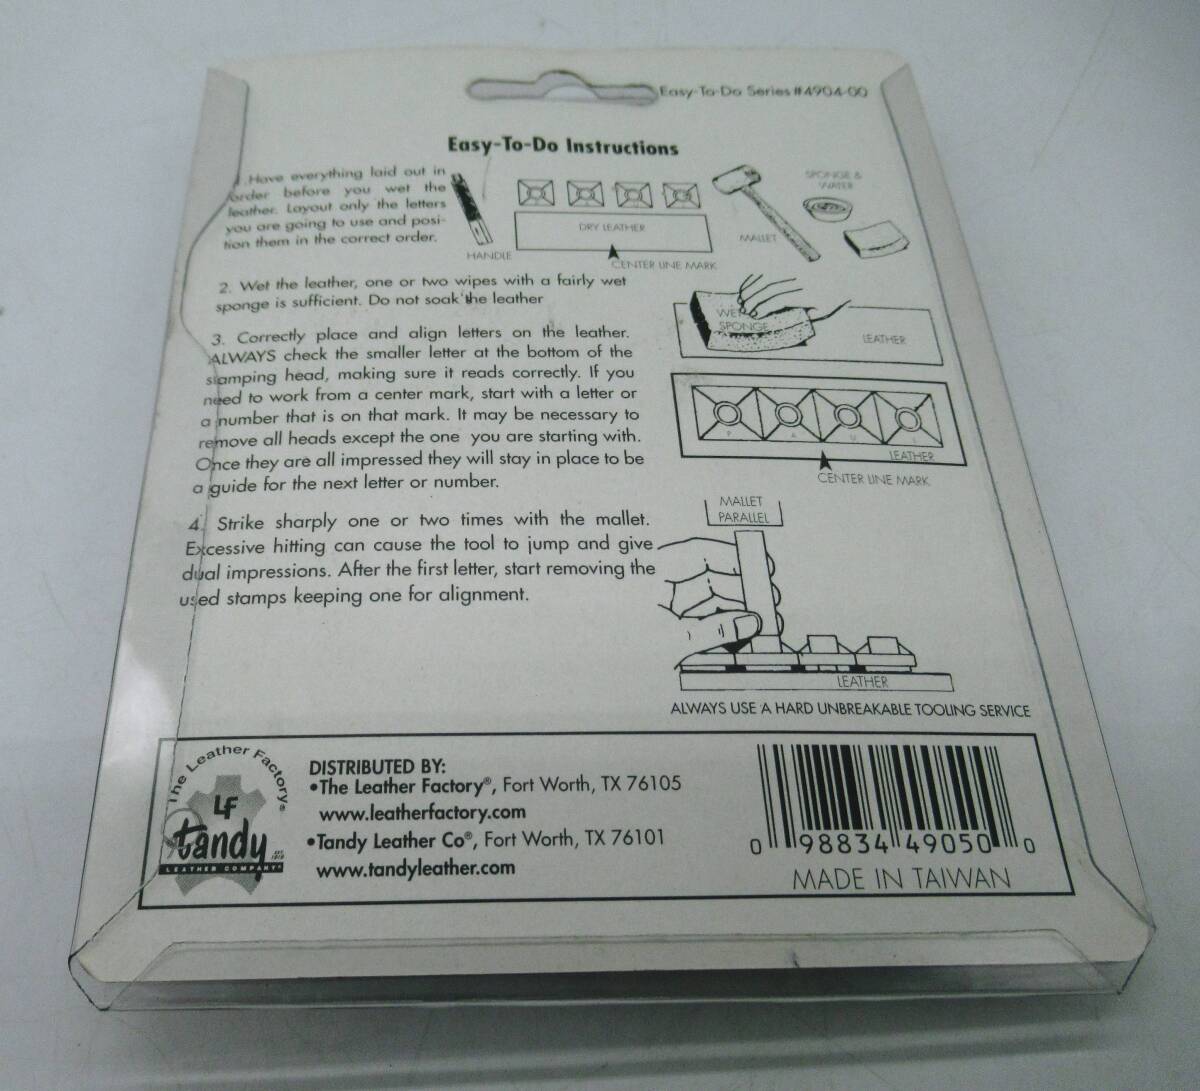 Easy-To-Do Series #4904-00
Easy-To-Do Instructions
1. Have everything laid out in
order before you wet the
leather. Layout only the letters
you are going to use and posi-
tion them in the correct order.
HANDLE
DRY LEATHER
CENTER LINE MARK
MALLET
SPONGE &
WATER
2. Wet the leather, one or two wipes with a fairly wet
sponge is sufficient. Do not soak the leather
WET
SPONGE
LEATHER
3. Correctly place and align letters on the leather.
ALWAYS check the smaller letter at the bottom of the
stamping head, making sure it reads correctly. If you
need to work from a center mark, start with a letter or
a number that is on that mark. It may be necessary to
remove all heads except the one you are starting with.
Once they are all impressed they will stay in place to be
a guide for the next letter or number.
P A U L
LEATHER
CENTER LINE MARK
4. Strike sharply one or two times with the mallet.
Excessive hitting can cause the tool to jump and give
dual impressions. After the first letter, start removing the
used stamps keeping one for alignment.
MALLET
PARALLEL
LEATHER
ALWAYS USE A HARD UNBREAKABLE TOOLING SERVICE
The Leather Factory®
LF
tandy
EST. 1919
LEATHER COMPANY
DISTRIBUTED BY:
•The Leather Factory®, Fort Worth, TX 76105
www.leatherfactory.com
•Tandy Leather Co®, Fort Worth, TX 76101
www.tandyleather.com
0 98834 49050 0
MADE IN TAIWAN